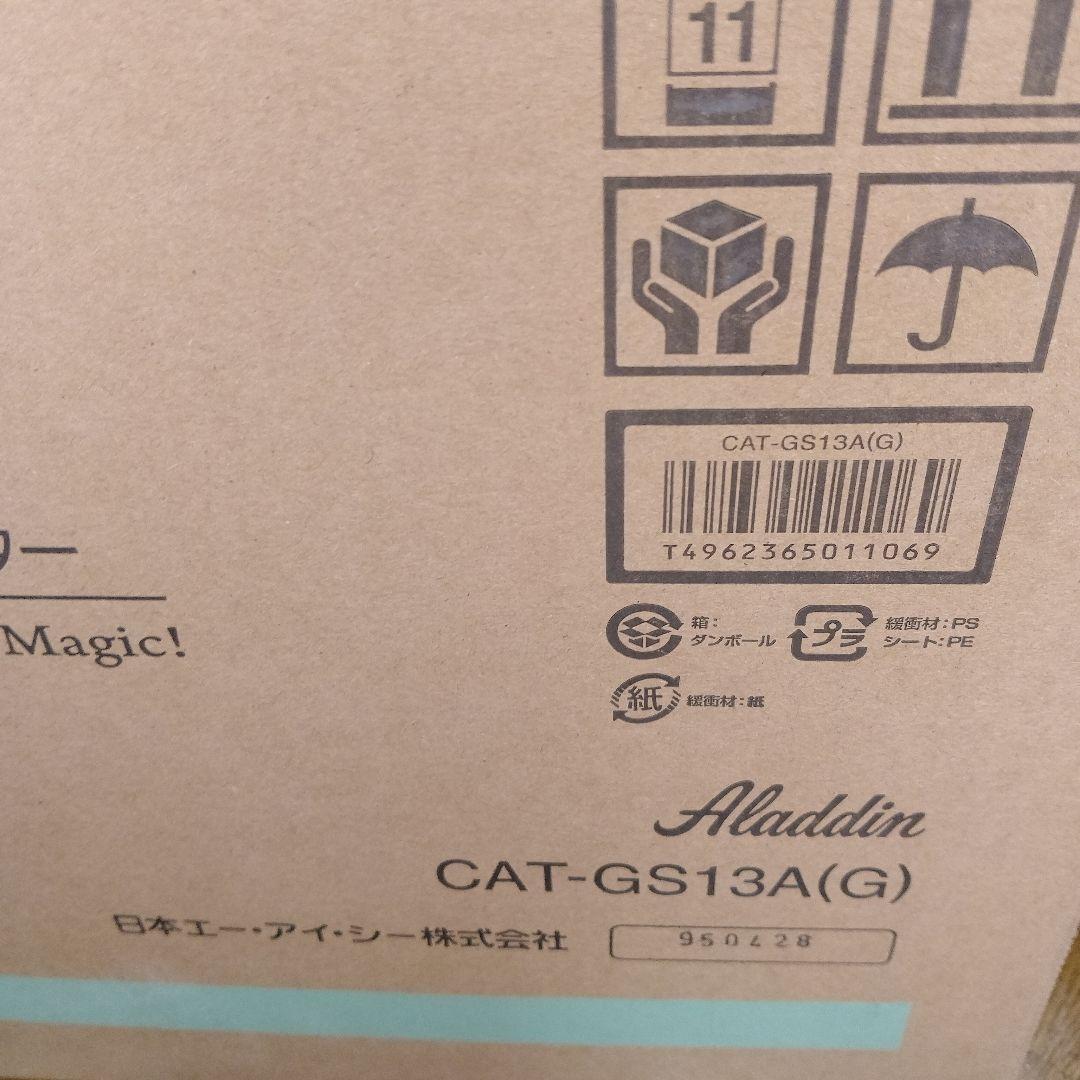 11
CAT-GS13A(G)
T4962365011069
ター
Magic!
箱:
ダンボール
プラ
緩衝材:PS
シート:PE
紙
緩衝材:紙
Aladdin
CAT-GS13A(G)
日本エー・アイ・シー株式会社
950428